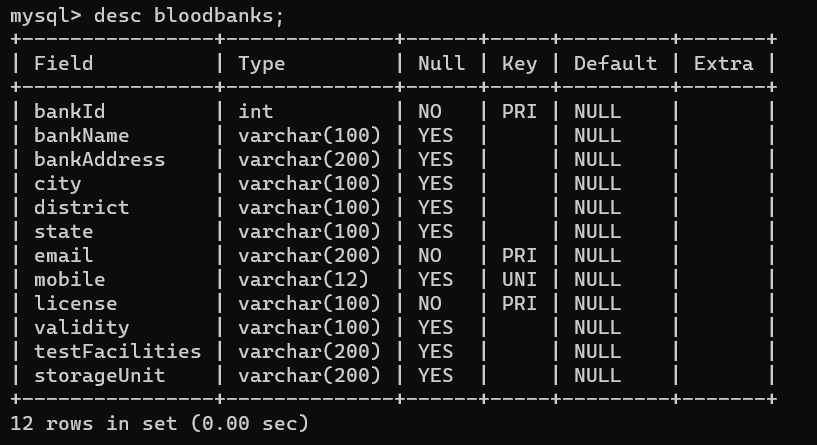 mysql> desc bloodbanks;
+----------------+--------------+------+-----+---------+-------+
| Field          | Type         | Null | Key | Default | Extra |
+----------------+--------------+------+-----+---------+-------+
| bankId         | int          | NO   | PRI | NULL    |       |
| bankName       | varchar(100) | YES  |     | NULL    |       |
| bankAddress    | varchar(200) | YES  |     | NULL    |       |
| city           | varchar(100) | YES  |     | NULL    |       |
| district       | varchar(100) | YES  |     | NULL    |       |
| state          | varchar(100) | YES  |     | NULL    |       |
| email          | varchar(200) | NO   | PRI | NULL    |       |
| mobile         | varchar(12)  | YES  | UNI | NULL    |       |
| license        | varchar(100) | NO   | PRI | NULL    |       |
| validity       | varchar(100) | YES  |     | NULL    |       |
| testFacilities | varchar(200) | YES  |     | NULL    |       |
| storageUnit    | varchar(200) | YES  |     | NULL    |       |
+----------------+--------------+------+-----+---------+-------+
12 rows in set (0.00 sec)